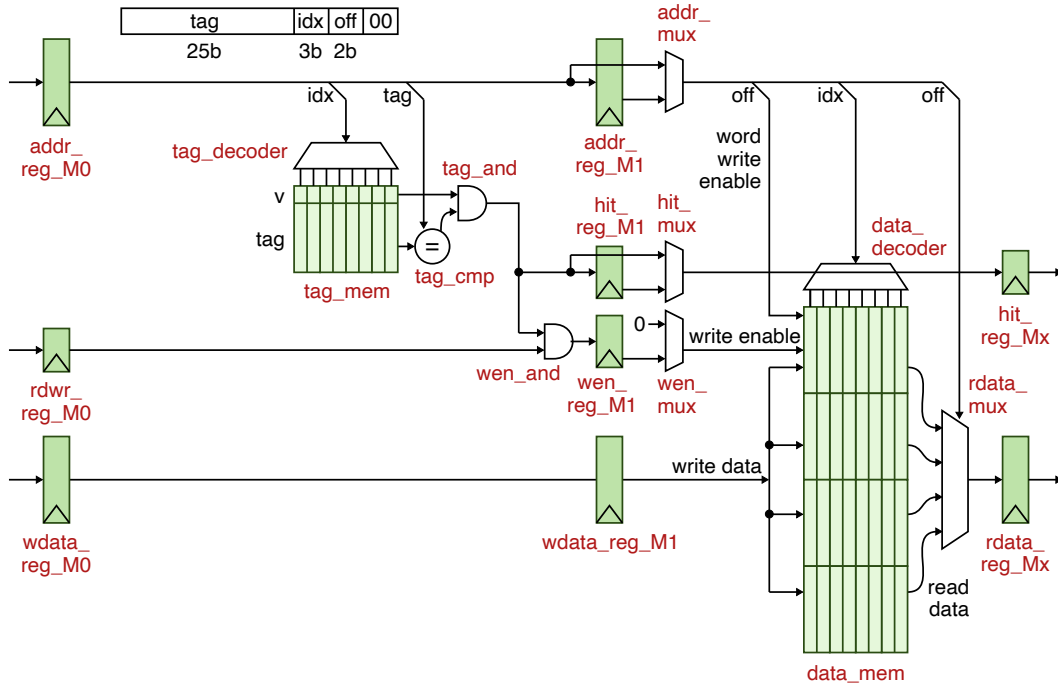 tag idx off 00
25b 3b 2b
addr_
mux
idx
tag
off
idx
off
addr_
reg_M0
tag_decoder
tag_and
addr_
reg_M1
word
write
enable
v
tag
=
tag_mem
tag_cmp
hit_
reg_M1
hit_
mux
data_
decoder
hit_
reg_Mx
0
write enable
rdwr_
reg_M0
wen_and
wen_
reg_M1
wen_
mux
rdata_
mux
write data
wdata_
reg_M0
wdata_reg_M1
rdata_
reg_Mx
read
data
data_mem